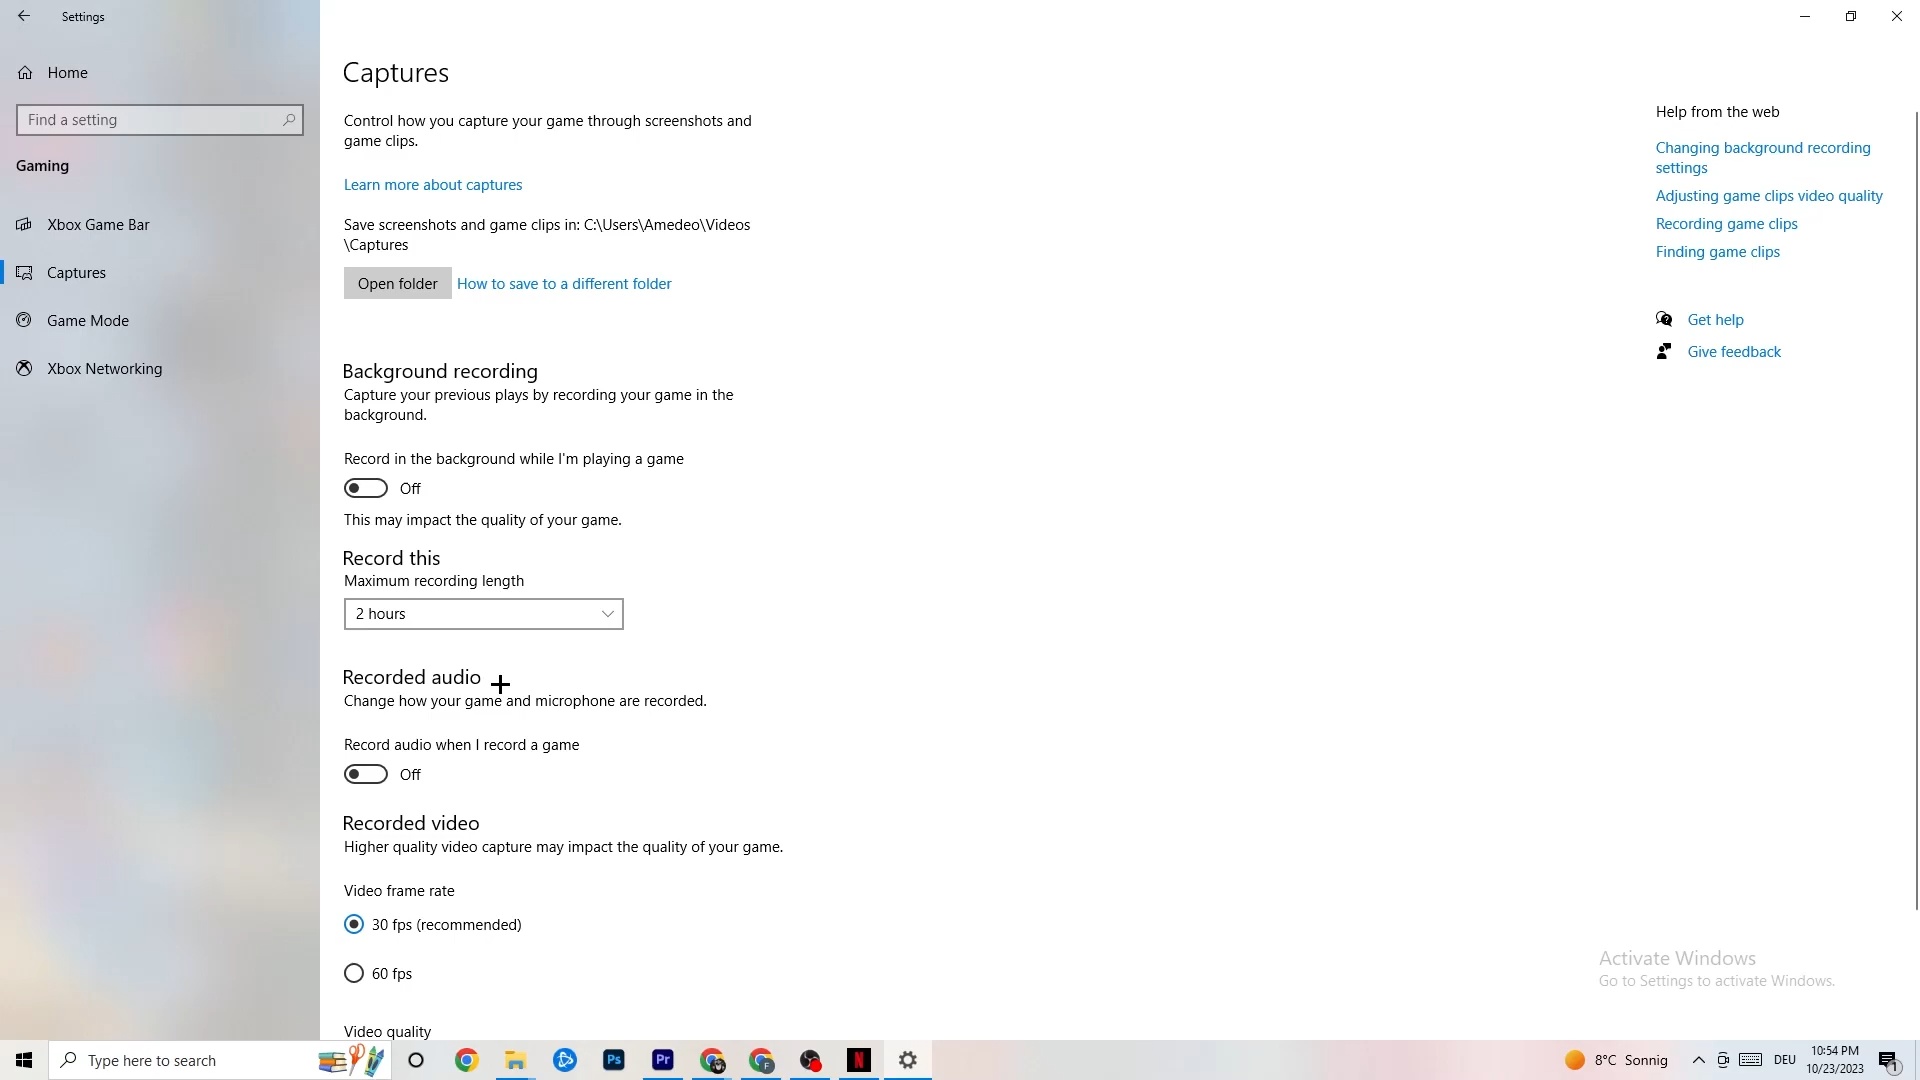 Settings
Home
Find a setting
Gaming
Xbox Game Bar
Captures
Game Mode
Xbox Networking
Captures
Control how you capture your game through screenshots and
game clips.
Learn more about captures
Save screenshots and game clips in: C:\Users\Amedeo\Videos
\Captures
Open folder
How to save to a different folder
Background recording
Capture your previous plays by recording your game in the
background.
Record in the background while I'm playing a game
Off
This may impact the quality of your game.
Record this
Maximum recording length
2 hours
Recorded audio
Change how your game and microphone are recorded.
Record audio when I record a game
Off
Recorded video
Higher quality video capture may impact the quality of your game.
Video frame rate
30 fps (recommended)
60 fps
Video quality
Help from the web
Changing background recording
settings
Adjusting game clips video quality
Recording game clips
Finding game clips
Get help
Give feedback
Activate Windows
Go to Settings to activate Windows.
Type here to search
Ps
Pr
F
N
8°C Sonnig
DEU
10:54 PM
10/23/2023
1